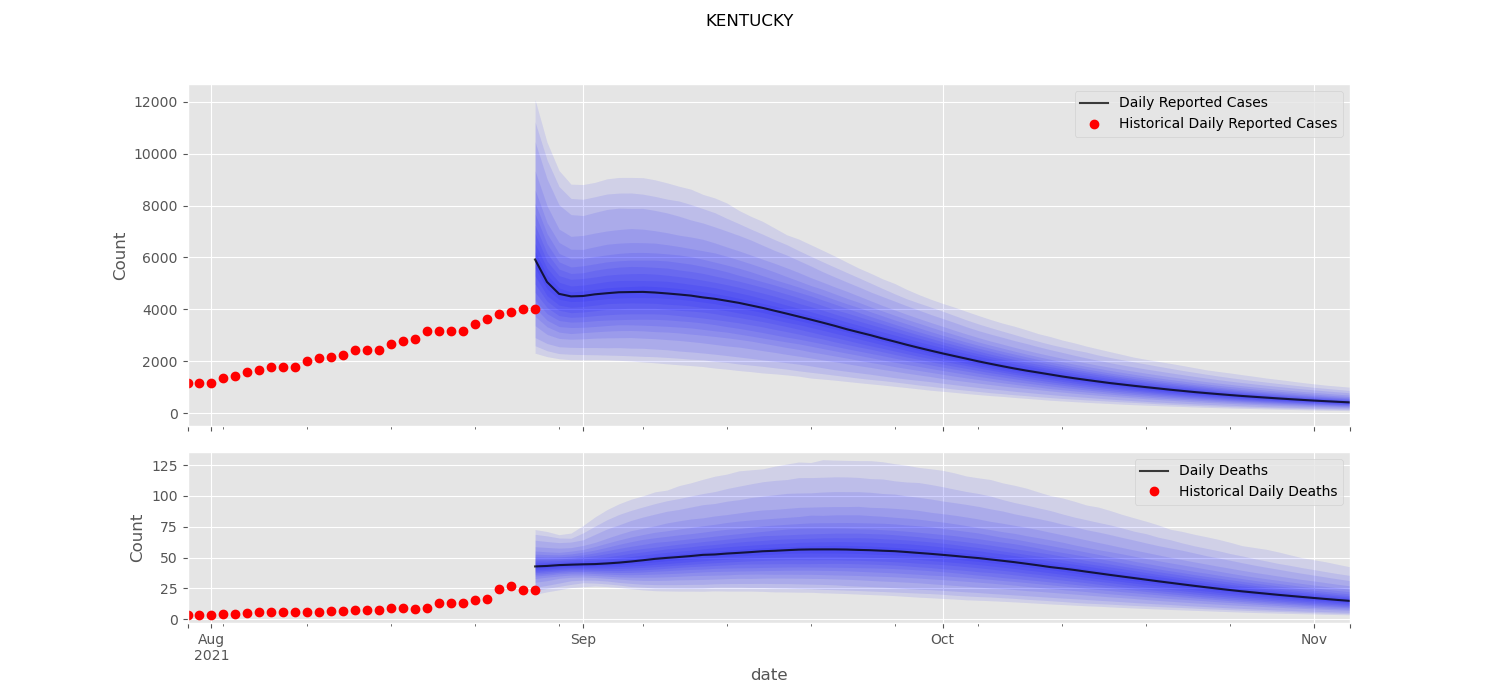 KENTUCKY
Daily Reported Cases
Historical Daily Reported Cases
12000
10000
8000
6000
4000
2000
0
Count
Daily Deaths
Historical Daily Deaths
125
100
75
50
25
0
Count
Aug
2021
Sep
Oct
Nov
date